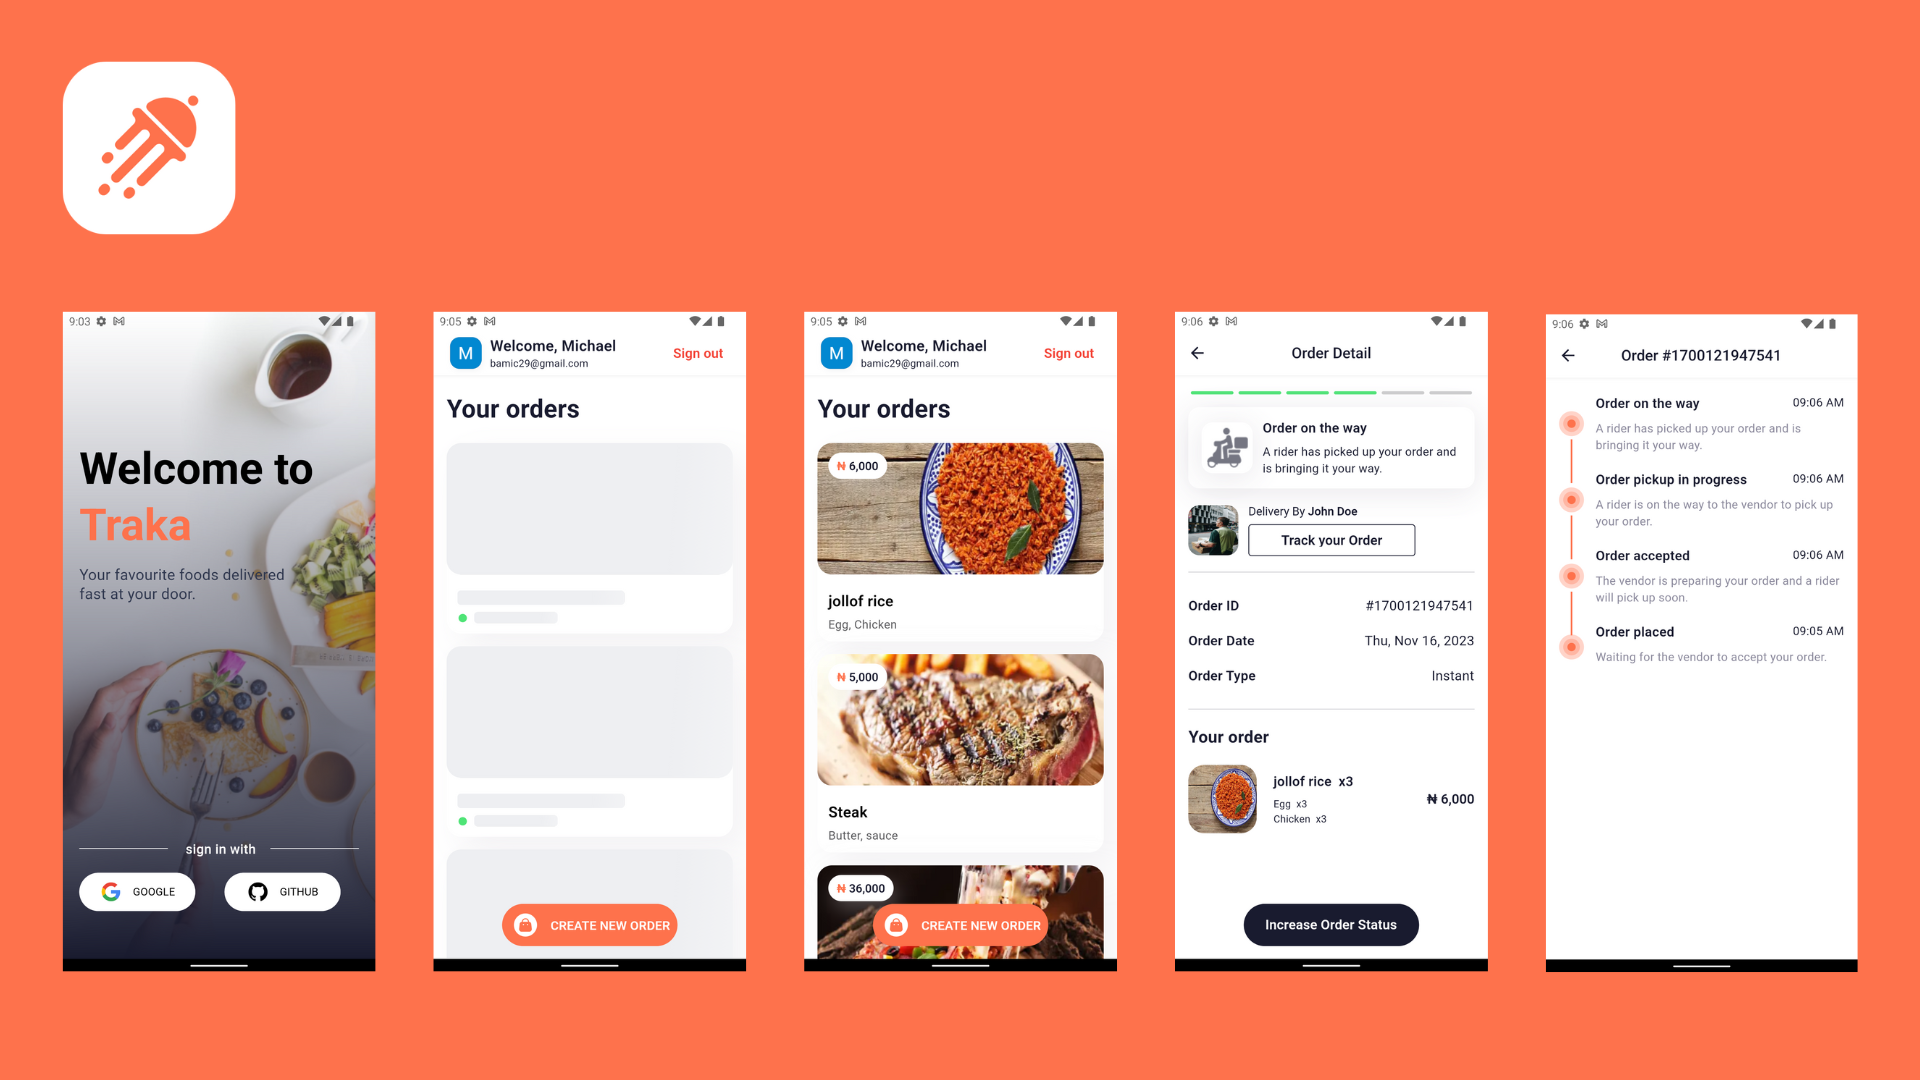 9:03
Welcome to
Traka
Your favourite foods delivered
fast at your door.
sign in with
GOOGLE
GITHUB
9:05
M
Welcome, Michael
bamic29@gmail.com
Sign out
Your orders
CREATE NEW ORDER
9:05
M
Welcome, Michael
bamic29@gmail.com
Sign out
Your orders
₦ 6,000
jollof rice
Egg, Chicken
₦ 5,000
Steak
Butter, sauce
₦ 36,000
CREATE NEW ORDER
9:06
Order Detail
Order on the way
A rider has picked up your order and
is bringing it your way.
Delivery By John Doe
Track your Order
Order ID #1700121947541
Order Date Thu, Nov 16, 2023
Order Type Instant
Your order
jollof rice x3
Egg x3
Chicken x3
₦ 6,000
Increase Order Status
9:06
Order #1700121947541
Order on the way 09:06 AM
A rider has picked up your order and is
bringing it your way.
Order pickup in progress 09:06 AM
A rider is on the way to the vendor to pick up
your order.
Order accepted 09:06 AM
The vendor is preparing your order and a rider
will pick up soon.
Order placed 09:05 AM
Waiting for the vendor to accept your order.